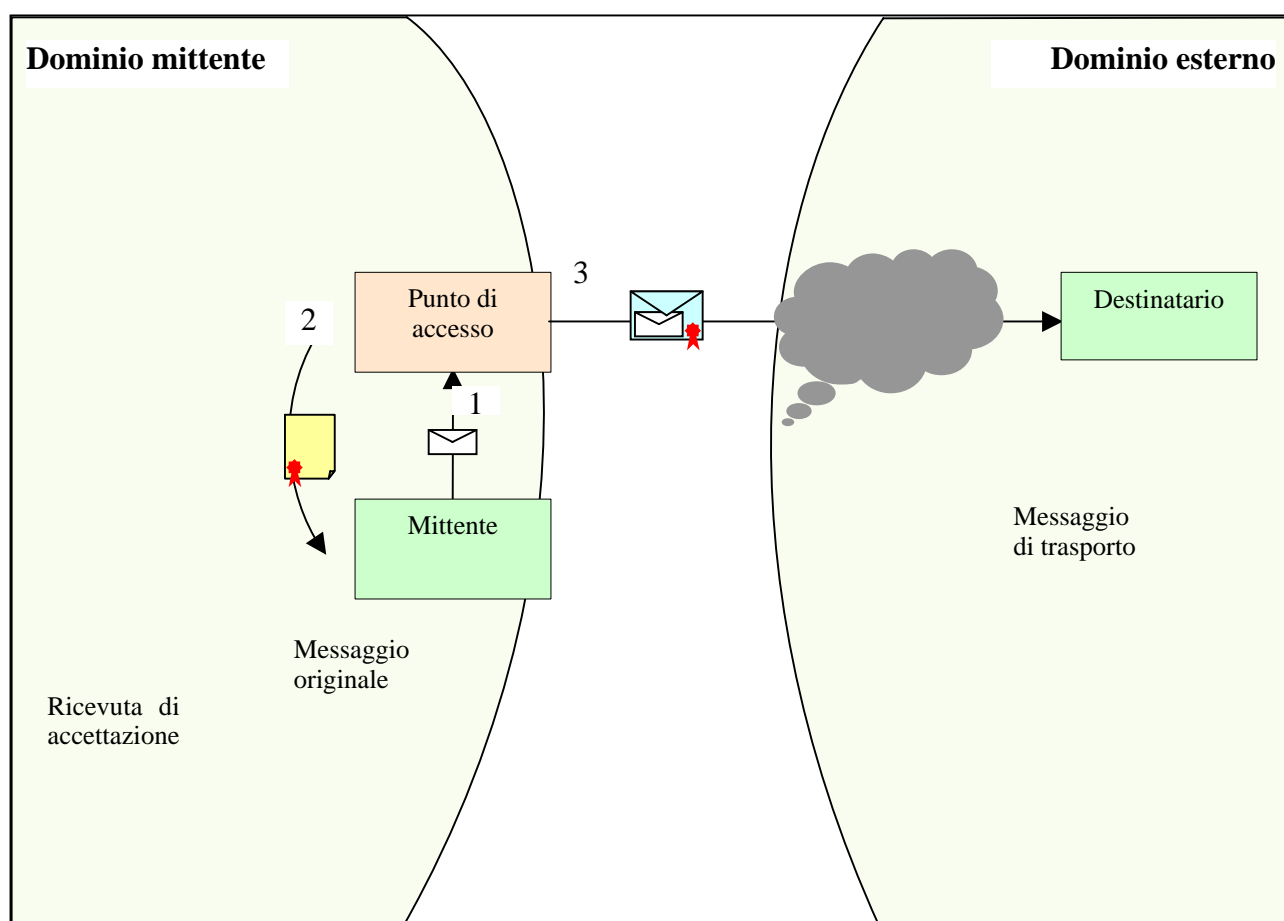 Dominio mittente
Dominio esterno
3
Punto di
accesso
Destinatario
2
1
Mittente
Messaggio
di trasporto
Messaggio
originale
Ricevuta di
accettazione